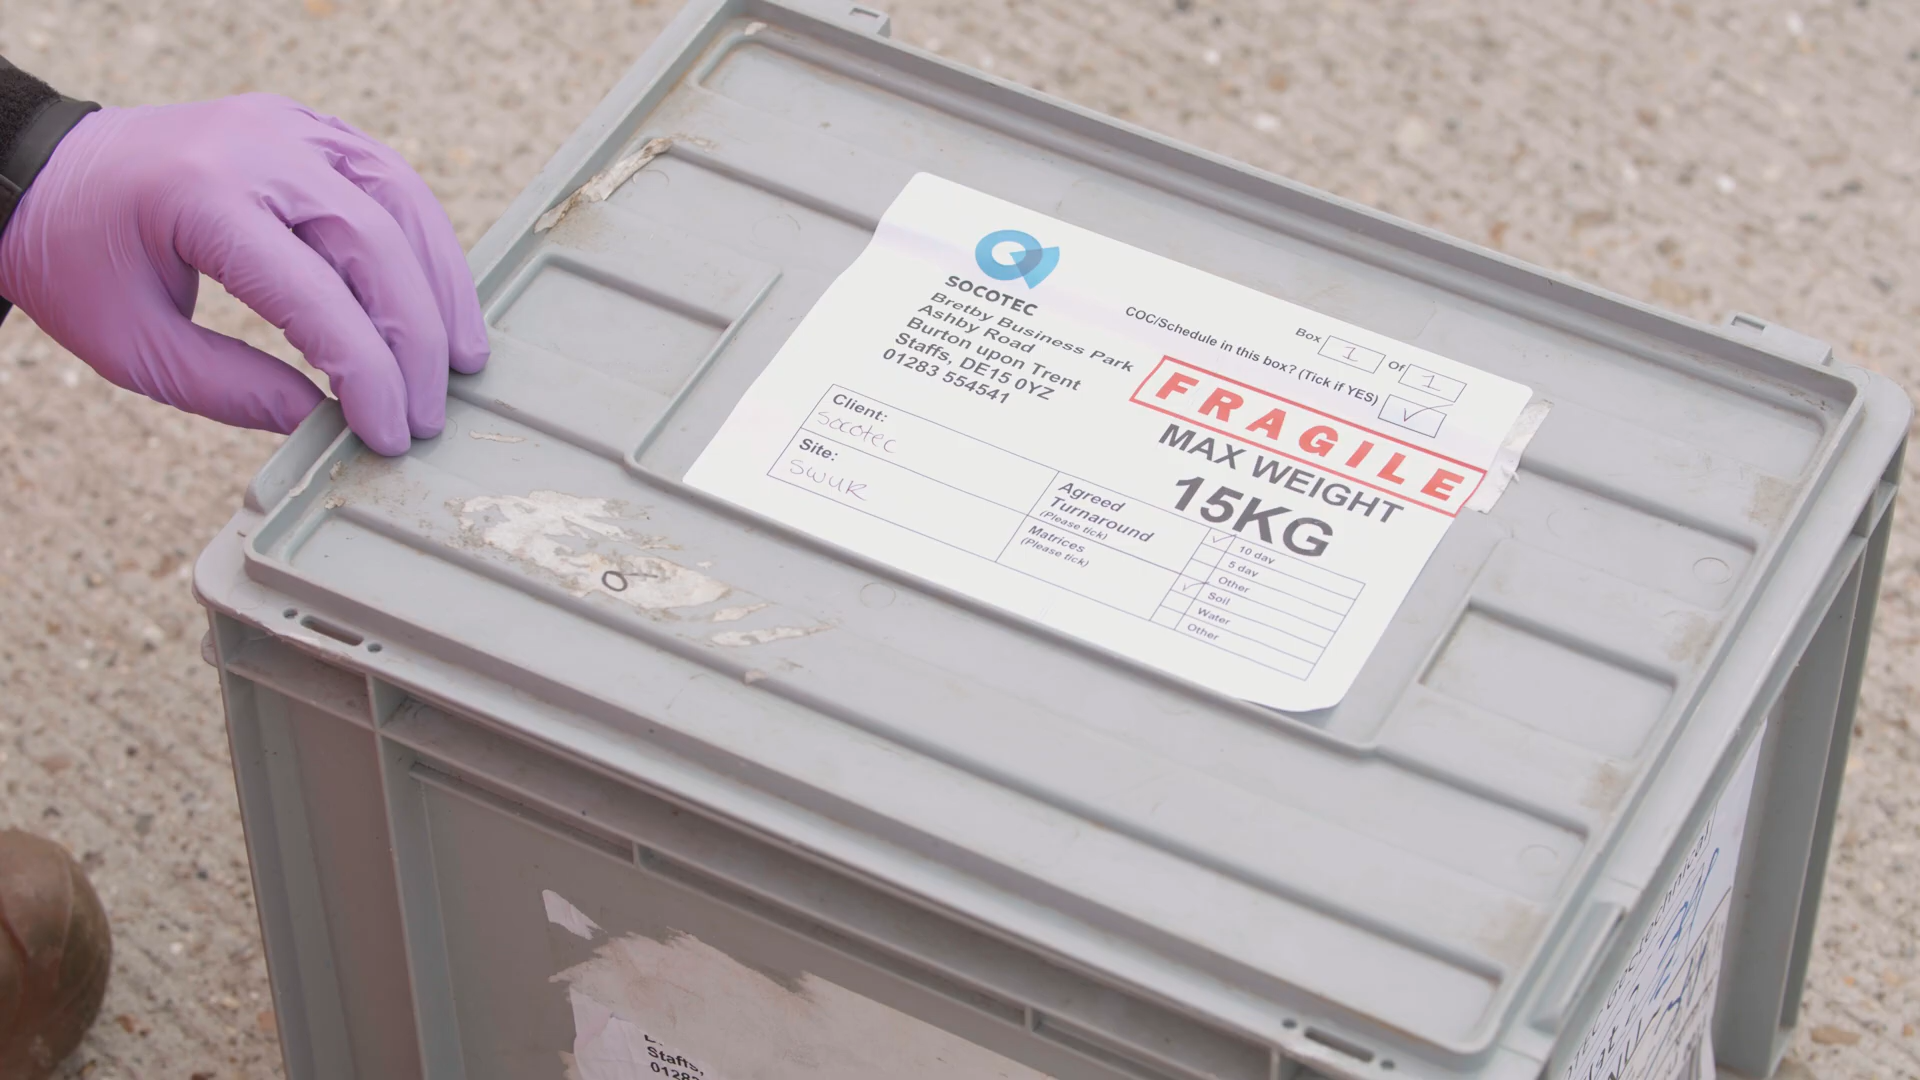 SOCOTEC
Bretby Business Park
Ashby Road
Burton upon Trent
Staffs, DE15 0YZ
01283 554541
Box 1 Of 1
COC/Schedule in this box? (Tick if YES) ✓
FRAGILE
MAX WEIGHT
15KG
Client:
Socotec
Site:
SWUR
Agreed
Turnaround
(Please tick)
✓ 10 day
5 day
Other
Matrices
(Please tick)
✓ Soil
Water
Other
Staffs,